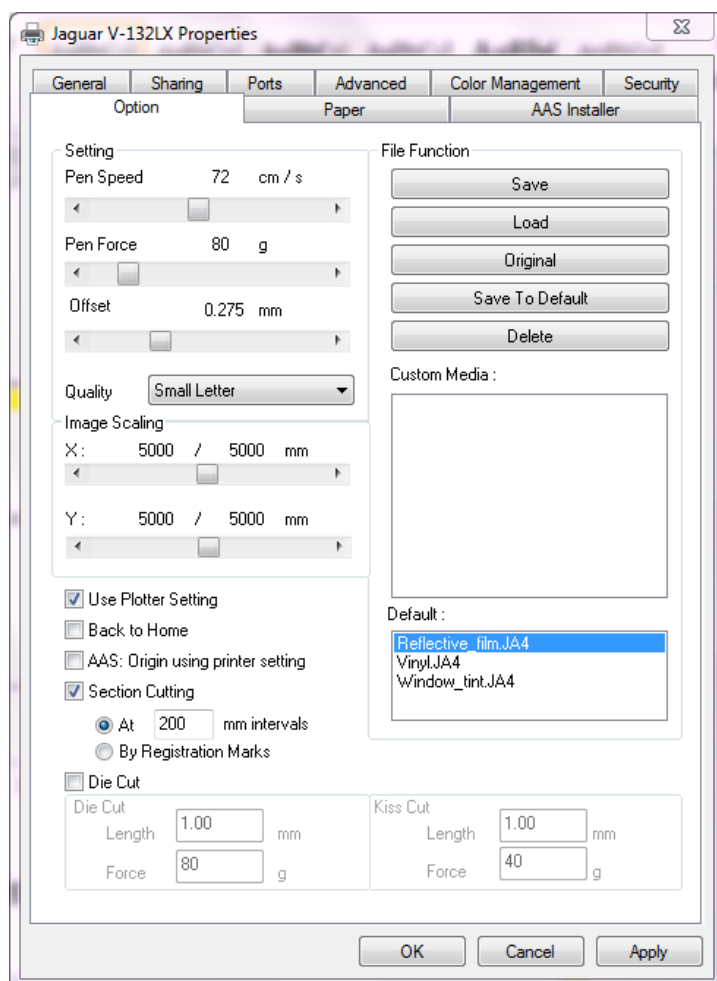 Jaguar V-132LX Properties
General Sharing Ports Advanced Color Management Security
Option Paper AAS Installer
Setting
Pen Speed 72 cm / s
Pen Force 80 g
Offset 0.275 mm
Quality Small Letter
Image Scaling
X : 5000 / 5000 mm
Y : 5000 / 5000 mm
Use Plotter Setting
Back to Home
AAS: Origin using printer setting
Section Cutting
At 200 mm intervals
By Registration Marks
Die Cut
Die Cut
Length 1.00 mm
Force 80 g
File Function
Save
Load
Original
Save To Default
Delete
Custom Media :
Default :
Reflective_film.JA4
Vinyl.JA4
Window_tint.JA4
Kiss Cut
Length 1.00 mm
Force 40 g
OK Cancel Apply